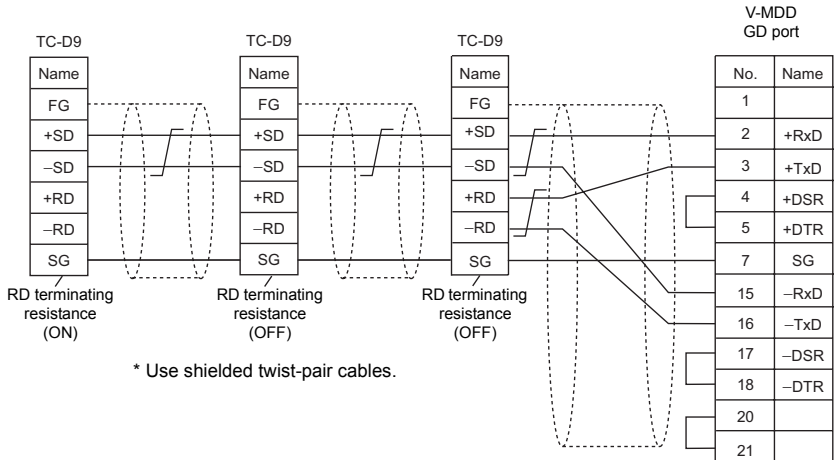 V-MDD
GD port
TC-D9
TC-D9
TC-D9
Name
FG
+SD
–SD
+RD
–RD
SG
RD terminating
resistance
(ON)
Name
FG
+SD
–SD
+RD
–RD
SG
RD terminating
resistance
(OFF)
Name
FG
+SD
–SD
+RD
–RD
SG
RD terminating
resistance
(OFF)
No. Name
1
2 +RxD
3 +TxD
4 +DSR
5 +DTR
7 SG
15 –RxD
16 –TxD
17 –DSR
18 –DTR
20
21
* Use shielded twist-pair cables.